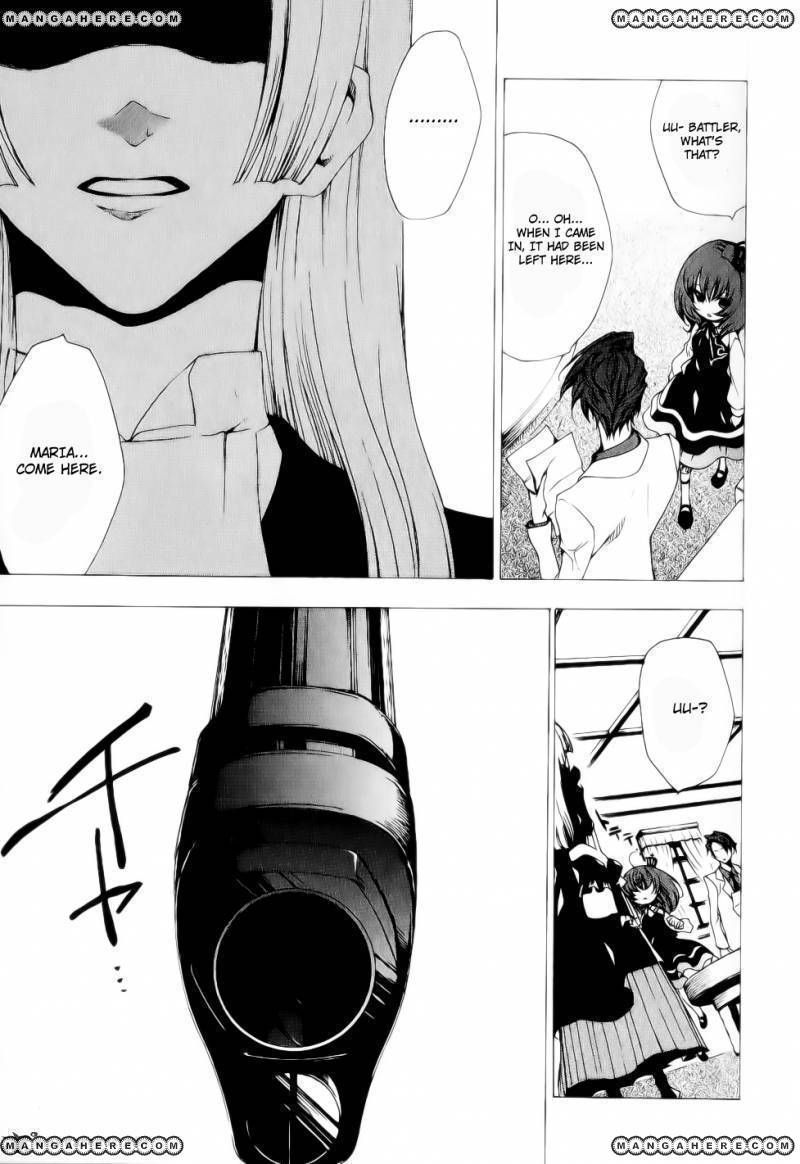 MANGAHERE.COM
MANGAHERE.COM
UU- BATTLER,
WHAT'S
THAT?
O... OH...
WHEN I CAME
IN, IT HAD BEEN
LEFT HERE...
.........
MARIA...
COME HERE.
UU-?
チャ…
MANGAHERE.COM
MANGAHERE.COM